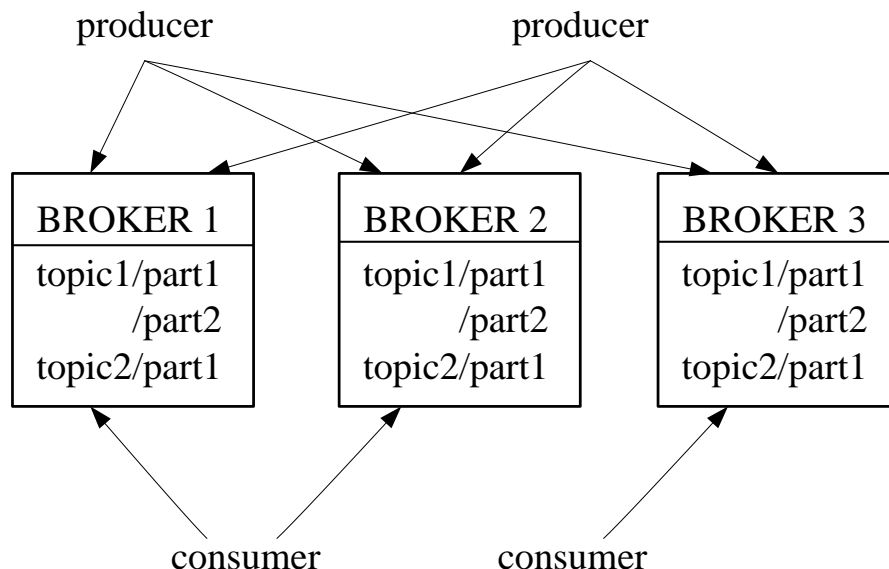 producer
producer
BROKER 1
topic1/part1
/part2
topic2/part1
BROKER 2
topic1/part1
/part2
topic2/part1
BROKER 3
topic1/part1
/part2
topic2/part1
consumer
consumer